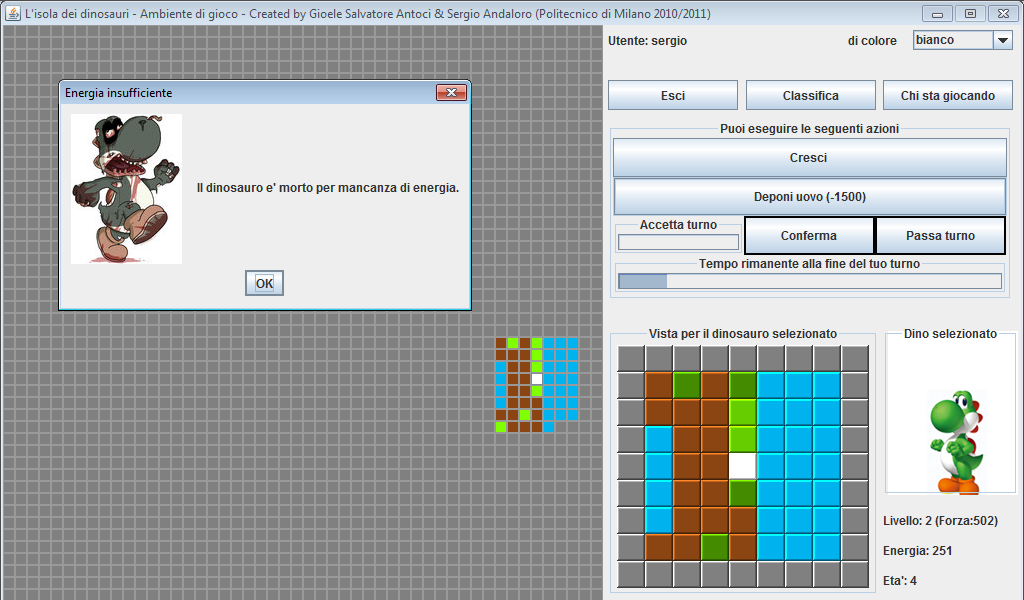 L'isola dei dinosauri - Ambiente di gioco - Created by Gioele Salvatore Antoci & Sergio Andaloro (Politecnico di Milano 2010/2011)
Utente: sergio
di colore
bianco
Energia insufficiente
Il dinosauro e' morto per mancanza di energia.
OK
Esci
Classifica
Chi sta giocando
Puoi eseguire le seguenti azioni
Cresci
Deponi uovo (-1500)
Accetta turno
Conferma
Passa turno
Tempo rimanente alla fine del tuo turno
Vista per il dinosauro selezionato
Dino selezionato
Livello: 2 (Forza:502)
Energia: 251
Eta': 4